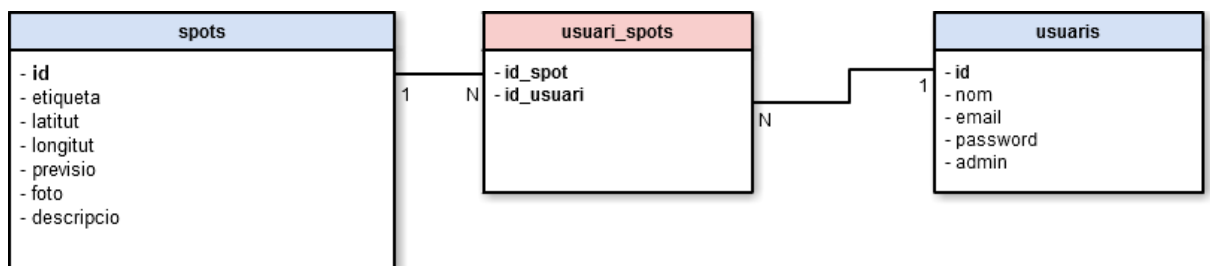 spots
- id
- etiqueta
- latitut
- longitut
- previsio
- foto
- descripcio
1
N
usuari_spots
- id_spot
- id_usuari
N
1
usuaris
- id
- nom
- email
- password
- admin